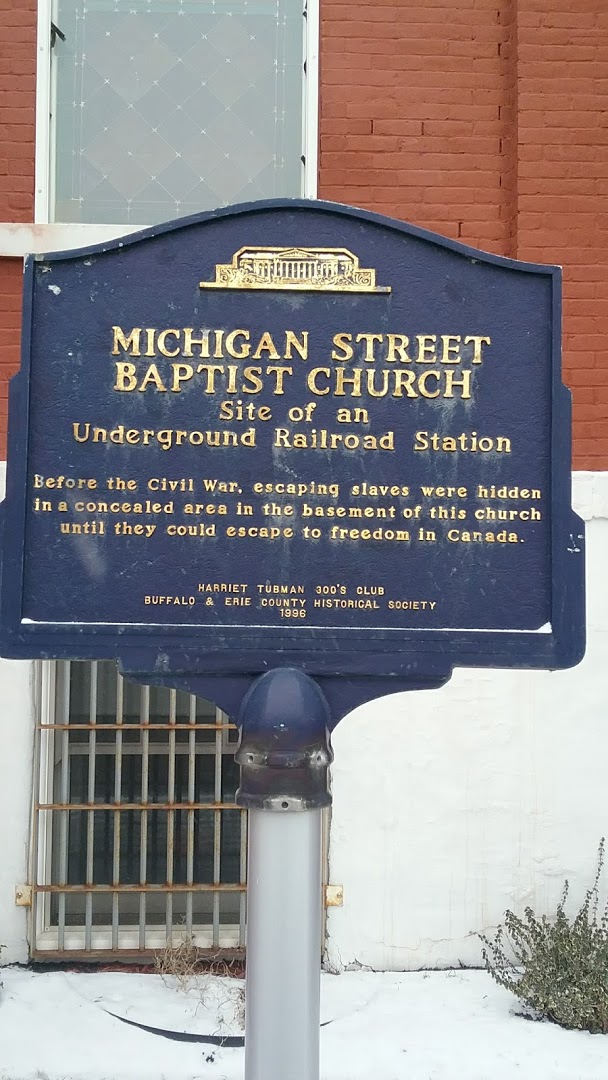 MICHIGAN STREET
BAPTIST CHURCH
Site of an
Underground Railroad Station
Before the Civil War, escaping slaves were hidden
in a concealed area in the basement of this church
until they could escape to freedom in Canada.
HARRIET TUBMAN 300'S CLUB
BUFFALO & ERIE COUNTY HISTORICAL SOCIETY
1996